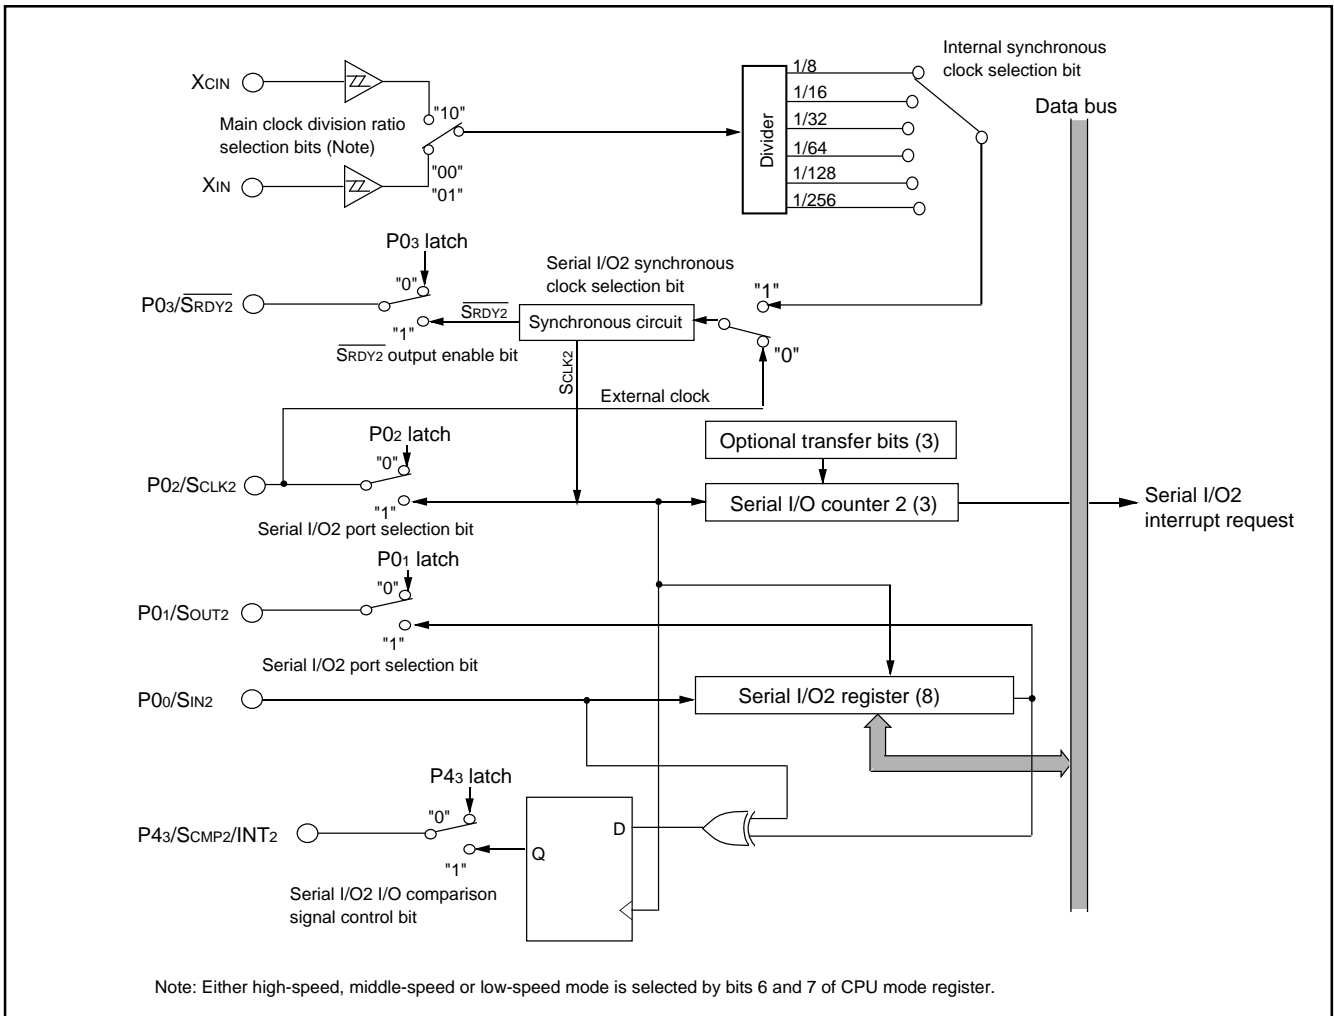 XCIN
Main clock division ratio
selection bits (Note)
XIN
"10"
"00"
"01"
Divider
1/8
1/16
1/32
1/64
1/128
1/256
Internal synchronous
clock selection bit
Data bus
P03 latch
"0"
P03/SRDY2
"1"
SRDY2
SRDY2 output enable bit
Serial I/O2 synchronous
clock selection bit
Synchronous circuit
"1"
"0"
SCLK2
External clock
P02 latch
"0"
P02/SCLK2
"1"
Serial I/O2 port selection bit
Optional transfer bits (3)
Serial I/O counter 2 (3)
Serial I/O2
interrupt request
P01 latch
"0"
P01/SOUT2
"1"
Serial I/O2 port selection bit
P00/SIN2
Serial I/O2 register (8)
P43 latch
"0"
P43/SCMP2/INT2
"1"
Serial I/O2 I/O comparison
signal control bit
D
Q
Note: Either high-speed, middle-speed or low-speed mode is selected by bits 6 and 7 of CPU mode register.